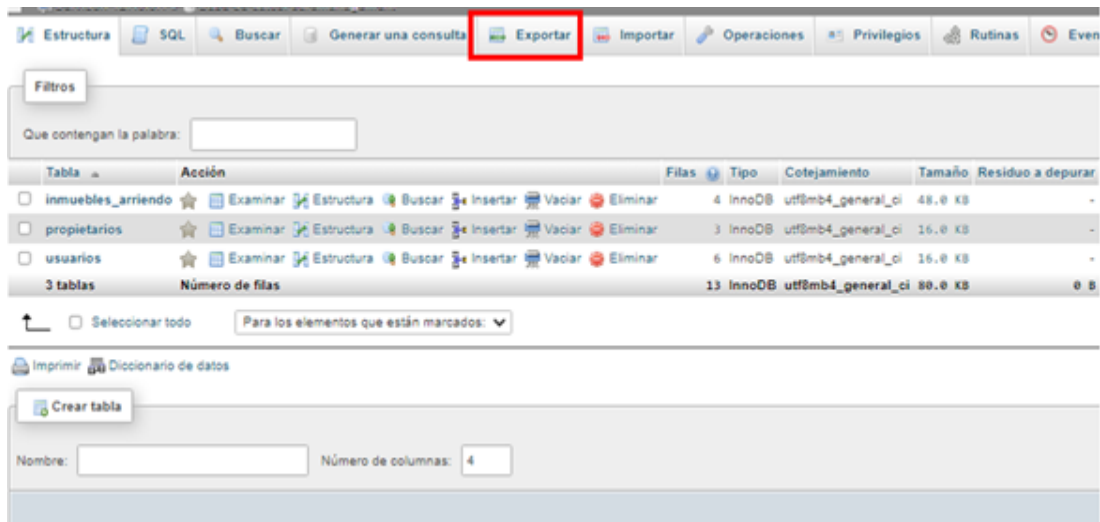 Estructura SQL Buscar Generar una consulta Exportar Importar Operaciones Privilegios Rutinas Even
Filtros
Que contengan la palabra:
Tabla Acción Filas Tipo Cotejamiento Tamaño Residuo a depurar
inmuebles_arriendo Examinar Estructura Buscar Insertar Vaciar Eliminar 4 InnoDB utf8mb4_general_ci 48.0 KB -
propietarios Examinar Estructura Buscar Insertar Vaciar Eliminar 3 InnoDB utf8mb4_general_ci 16.0 KB -
usuarios Examinar Estructura Buscar Insertar Vaciar Eliminar 6 InnoDB utf8mb4_general_ci 16.0 KB -
3 tablas Número de filas 13 InnoDB utf8mb4_general_ci 80.0 KB 0 B
Seleccionar todo Para los elementos que están marcados:
Imprimir Diccionario de datos
Crear tabla
Nombre: Número de columnas: 4